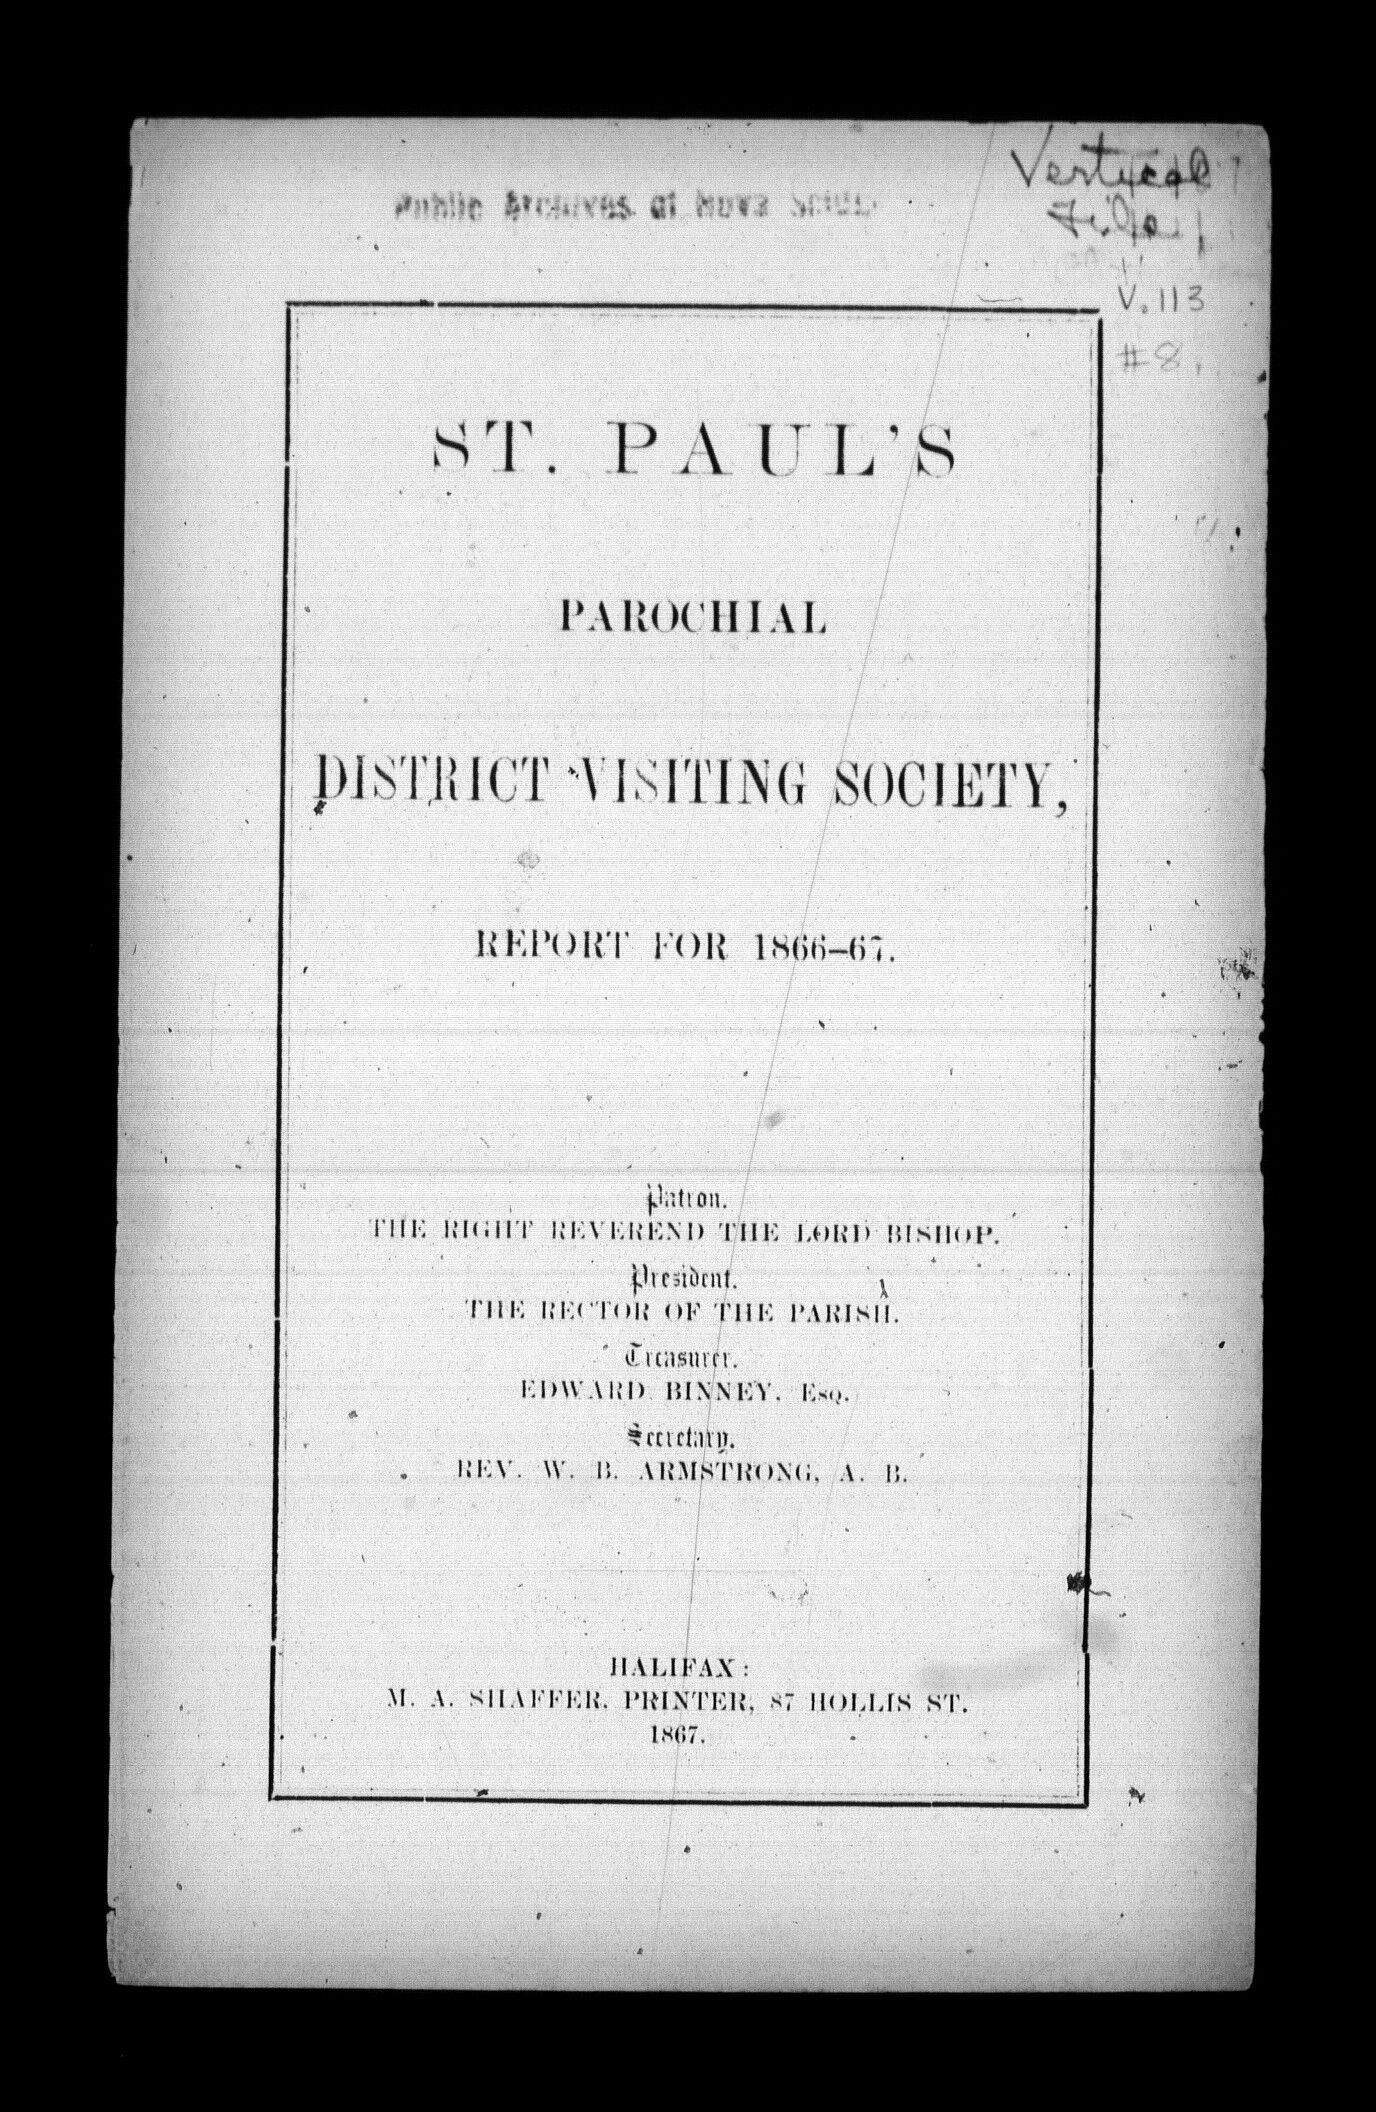 Vertical
File
Public Archives of Nova Scotia
V. 113
#8.
ST. PAUL'S
PAROCHIAL
DISTRICT VISITING SOCIETY,
REPORT FOR 1866–67.
Patron.
THE RIGHT REVEREND THE LORD BISHOP.
President.
THE RECTOR OF THE PARISH.
Treasurer.
EDWARD BINNEY, Esq.
Secretary.
REV. W. B. ARMSTRONG, A. B.
HALIFAX:
M. A. SHAFFER, PRINTER, 87 HOLLIS ST.
1867.